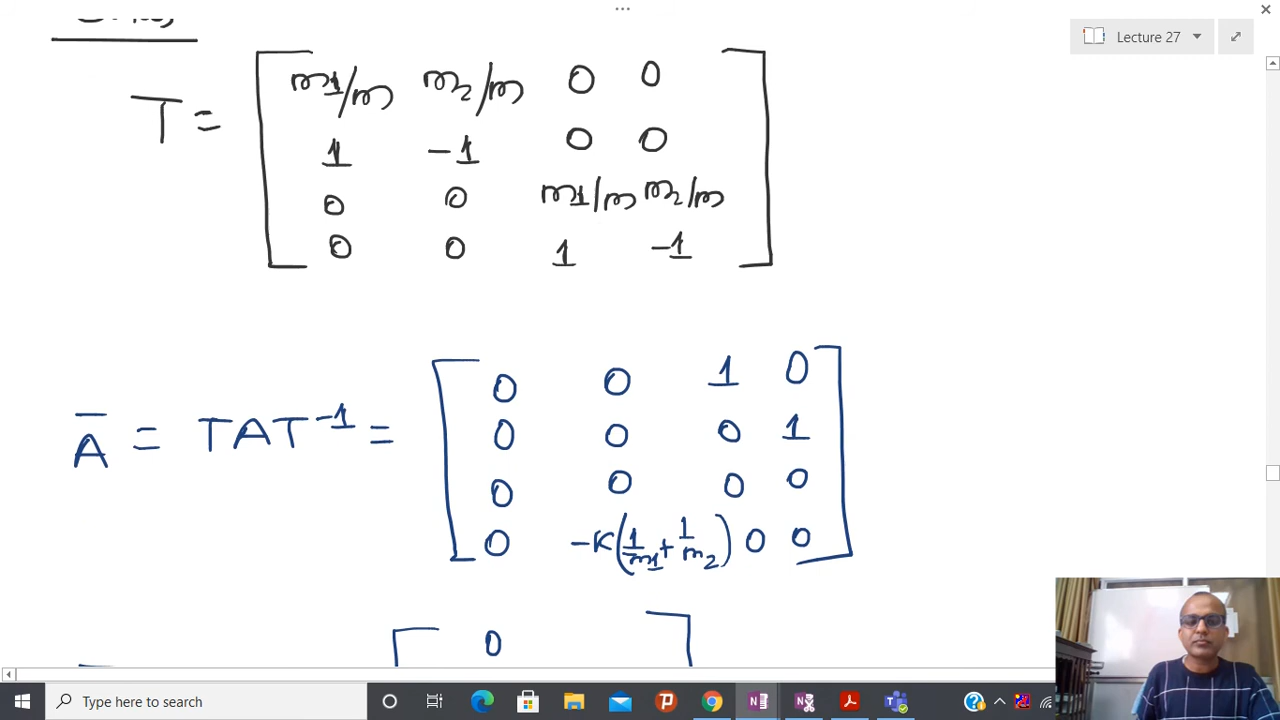 Lecture 27
T =
m1/m m2/m 0 0
1 -1 0 0
0 0 m1/m m2/m
0 0 1 -1
A̅ = TAT⁻¹ =
0 0 1 0
0 0 0 1
0 0 0 0
0 -K(1/m1 + 1/m2) 0 0
0
Type here to search